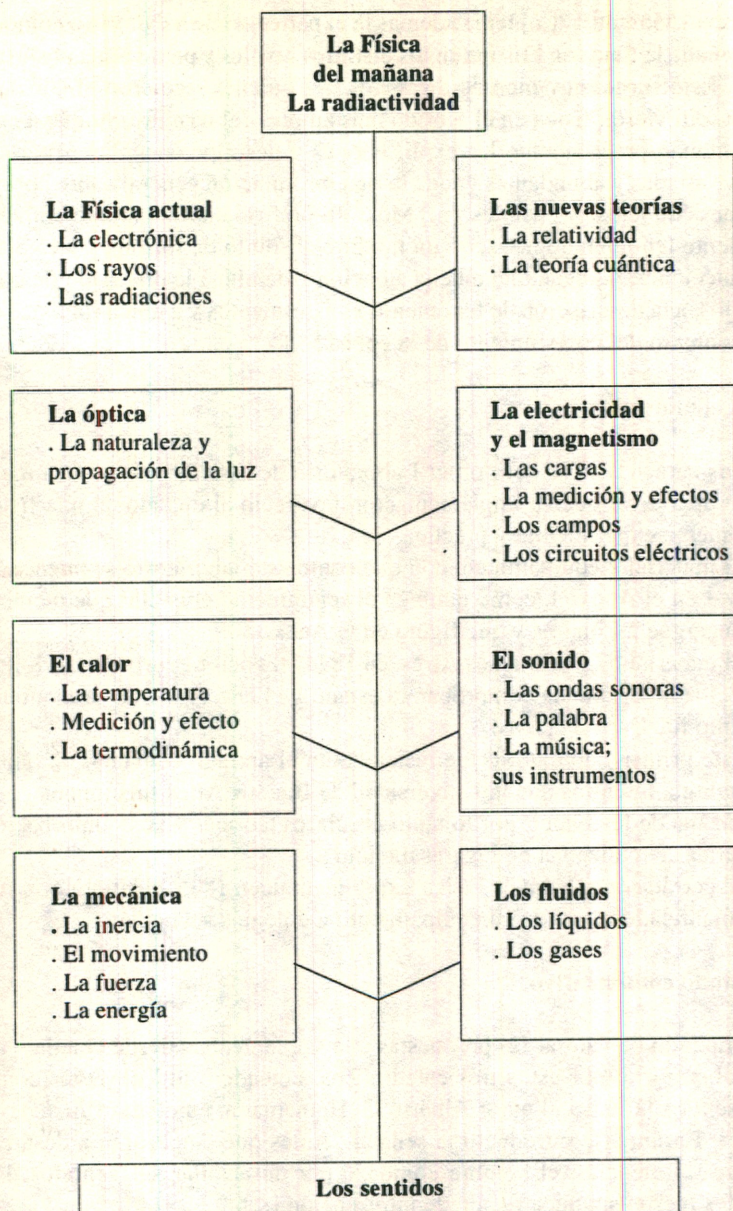 La Física
del mañana
La radiactividad
La Física actual
. La electrónica
. Los rayos
. Las radiaciones
Las nuevas teorías
. La relatividad
. La teoría cuántica
La óptica
. La naturaleza y
propagación de la luz
La electricidad
y el magnetismo
. Las cargas
. La medición y efectos
. Los campos
. Los circuitos eléctricos
El calor
. La temperatura
. Medición y efecto
. La termodinámica
El sonido
. Las ondas sonoras
. La palabra
. La música;
sus instrumentos
La mecánica
. La inercia
. El movimiento
. La fuerza
. La energía
Los fluidos
. Los líquidos
. Los gases
Los sentidos